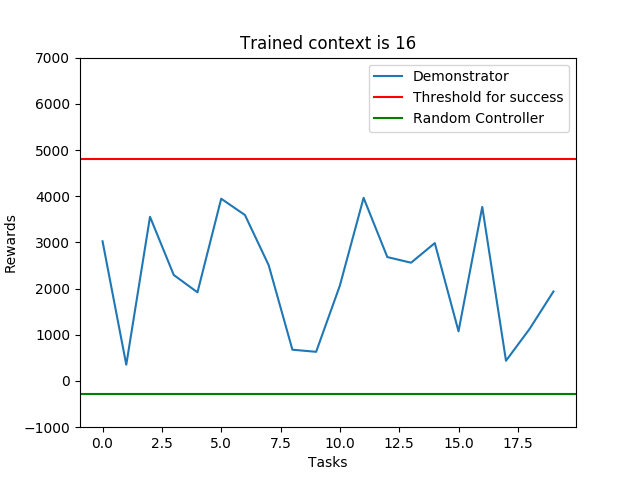 Trained context is 16
7000
6000
5000
4000
3000
2000
1000
0
−1000
Rewards
Demonstrator
Threshold for success
Random Controller
0.0 2.5 5.0 7.5 10.0 12.5 15.0 17.5
Tasks